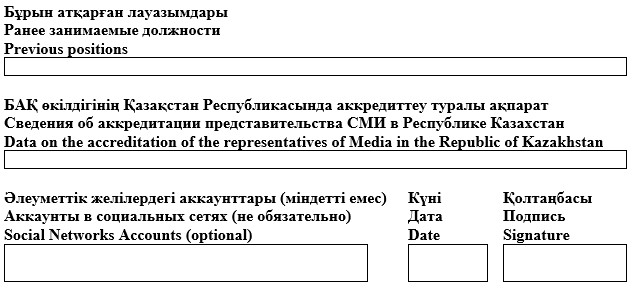 Бұрын атқарған лауазымдары
Ранее занимаемые должности
Previous positions
БАҚ өкілдігінің Қазақстан Республикасында аккредиттеу туралы ақпарат
Сведения об аккредитации представительства СМИ в Республике Казахстан
Data on the accreditation of the representatives of Media in the Republic of Kazakhstan
Әлеуметтік желілердегі аккаунттары (міндетті емес) Күні Қолтаңбасы
Аккаунты в социальных сетях (не обязательно) Дата Подпись
Social Networks Accounts (optional) Date Signature